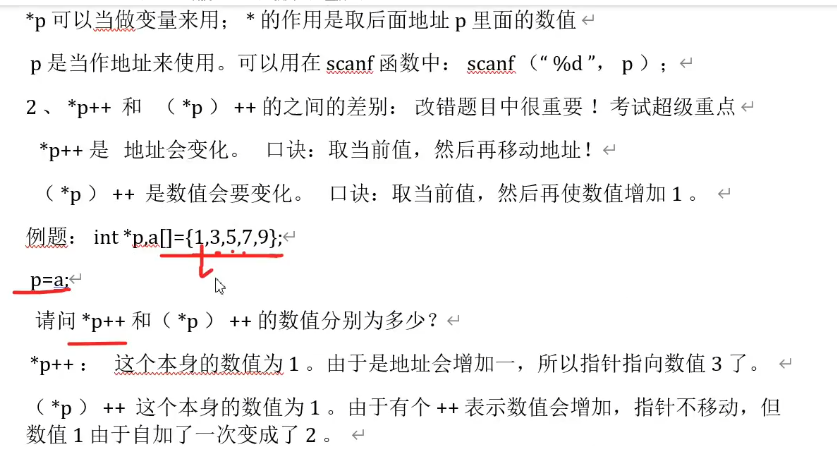 *p 可以当做变量来用； * 的作用是取后面地址 p 里面的数值
p 是当作地址来使用。可以用在 scanf 函数中： scanf （“ %d ”， p ）；
2 、 *p++ 和 （ *p ） ++ 的之间的差别： 改错题目中很重要 ！ 考试超级重点
*p++ 是 地址会变化。 口诀：取当前值，然后再移动地址！
（ *p ） ++ 是数值会要变化。 口诀：取当前值，然后再使数值增加 1 。
例题： int *p,a[]={1,3,5,7,9};
p=a;
请问 *p++ 和（ *p ） ++ 的数值分别为多少？
*p++ ： 这个本身的数值为 1 。由于是地址会增加一，所以指针指向数值 3 了。
（ *p ） ++ 这个本身的数值为 1 。由于有个 ++ 表示数值会增加，指针不移动，但
数值 1 由于自加了一次变成了 2 。